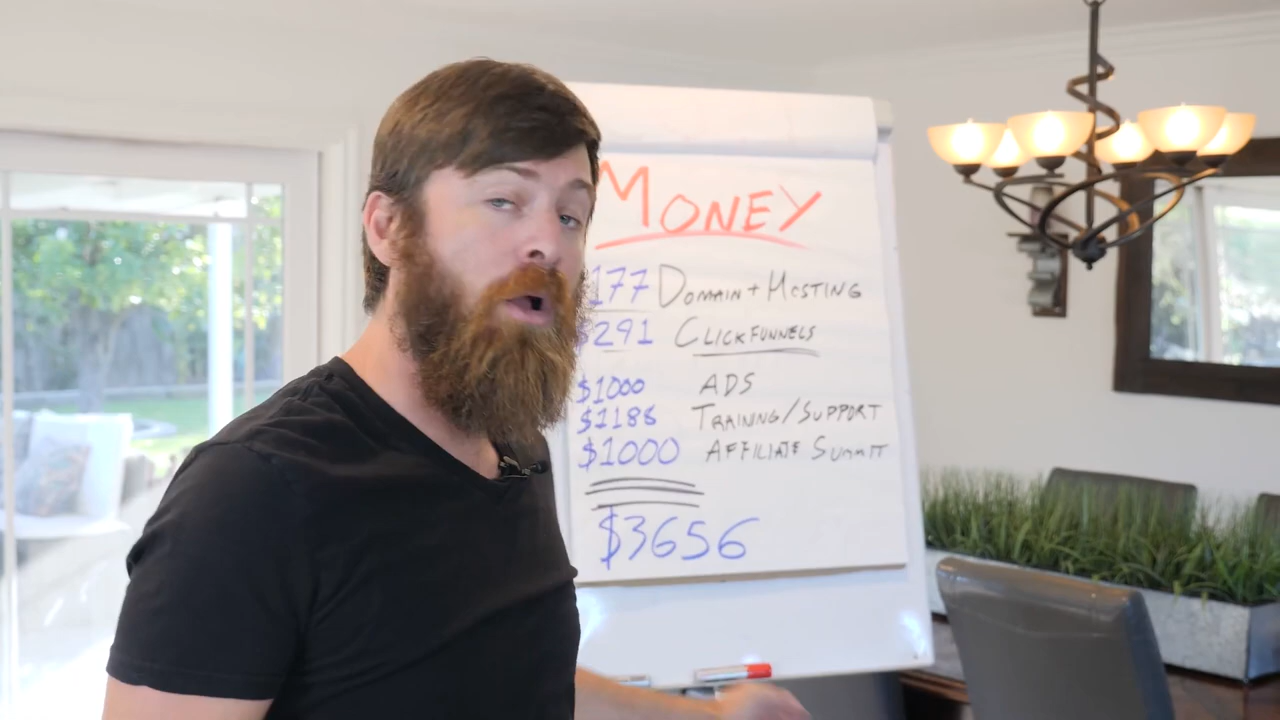 MONEY
$177 DOMAIN + HOSTING
$291 CLICKFUNNELS
$1000 ADS
$1188 TRAINING/SUPPORT
$1000 AFFILIATE SUMMIT
$3656